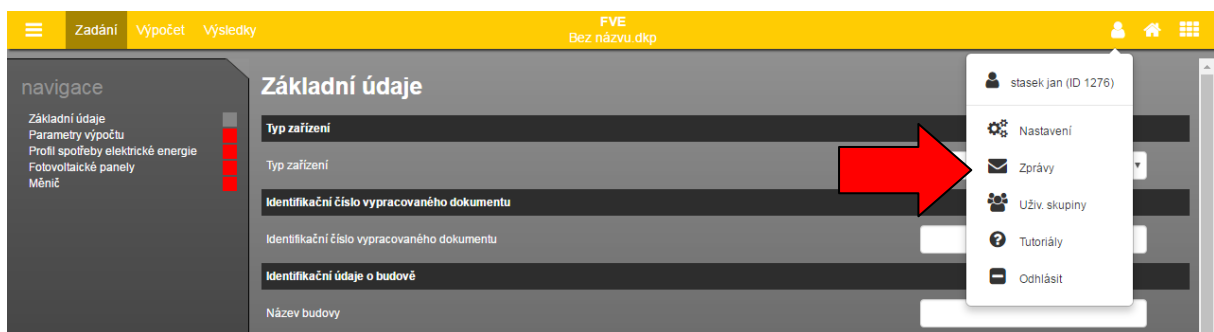 Zadání Výpočet Výsledky
FVE
Bez názvu.dkp
navigace
Základní údaje
Parametry výpočtu
Profil spotřeby elektrické energie
Fotovoltaické panely
Měnič
Základní údaje
Typ zařízení
Typ zařízení
Identifikační číslo vypracovaného dokumentu
Identifikační číslo vypracovaného dokumentu
Identifikační údaje o budově
Název budovy
stasek jan (ID 1276)
Nastavení
Zprávy
Uživ. skupiny
Tutoriály
Odhlásit